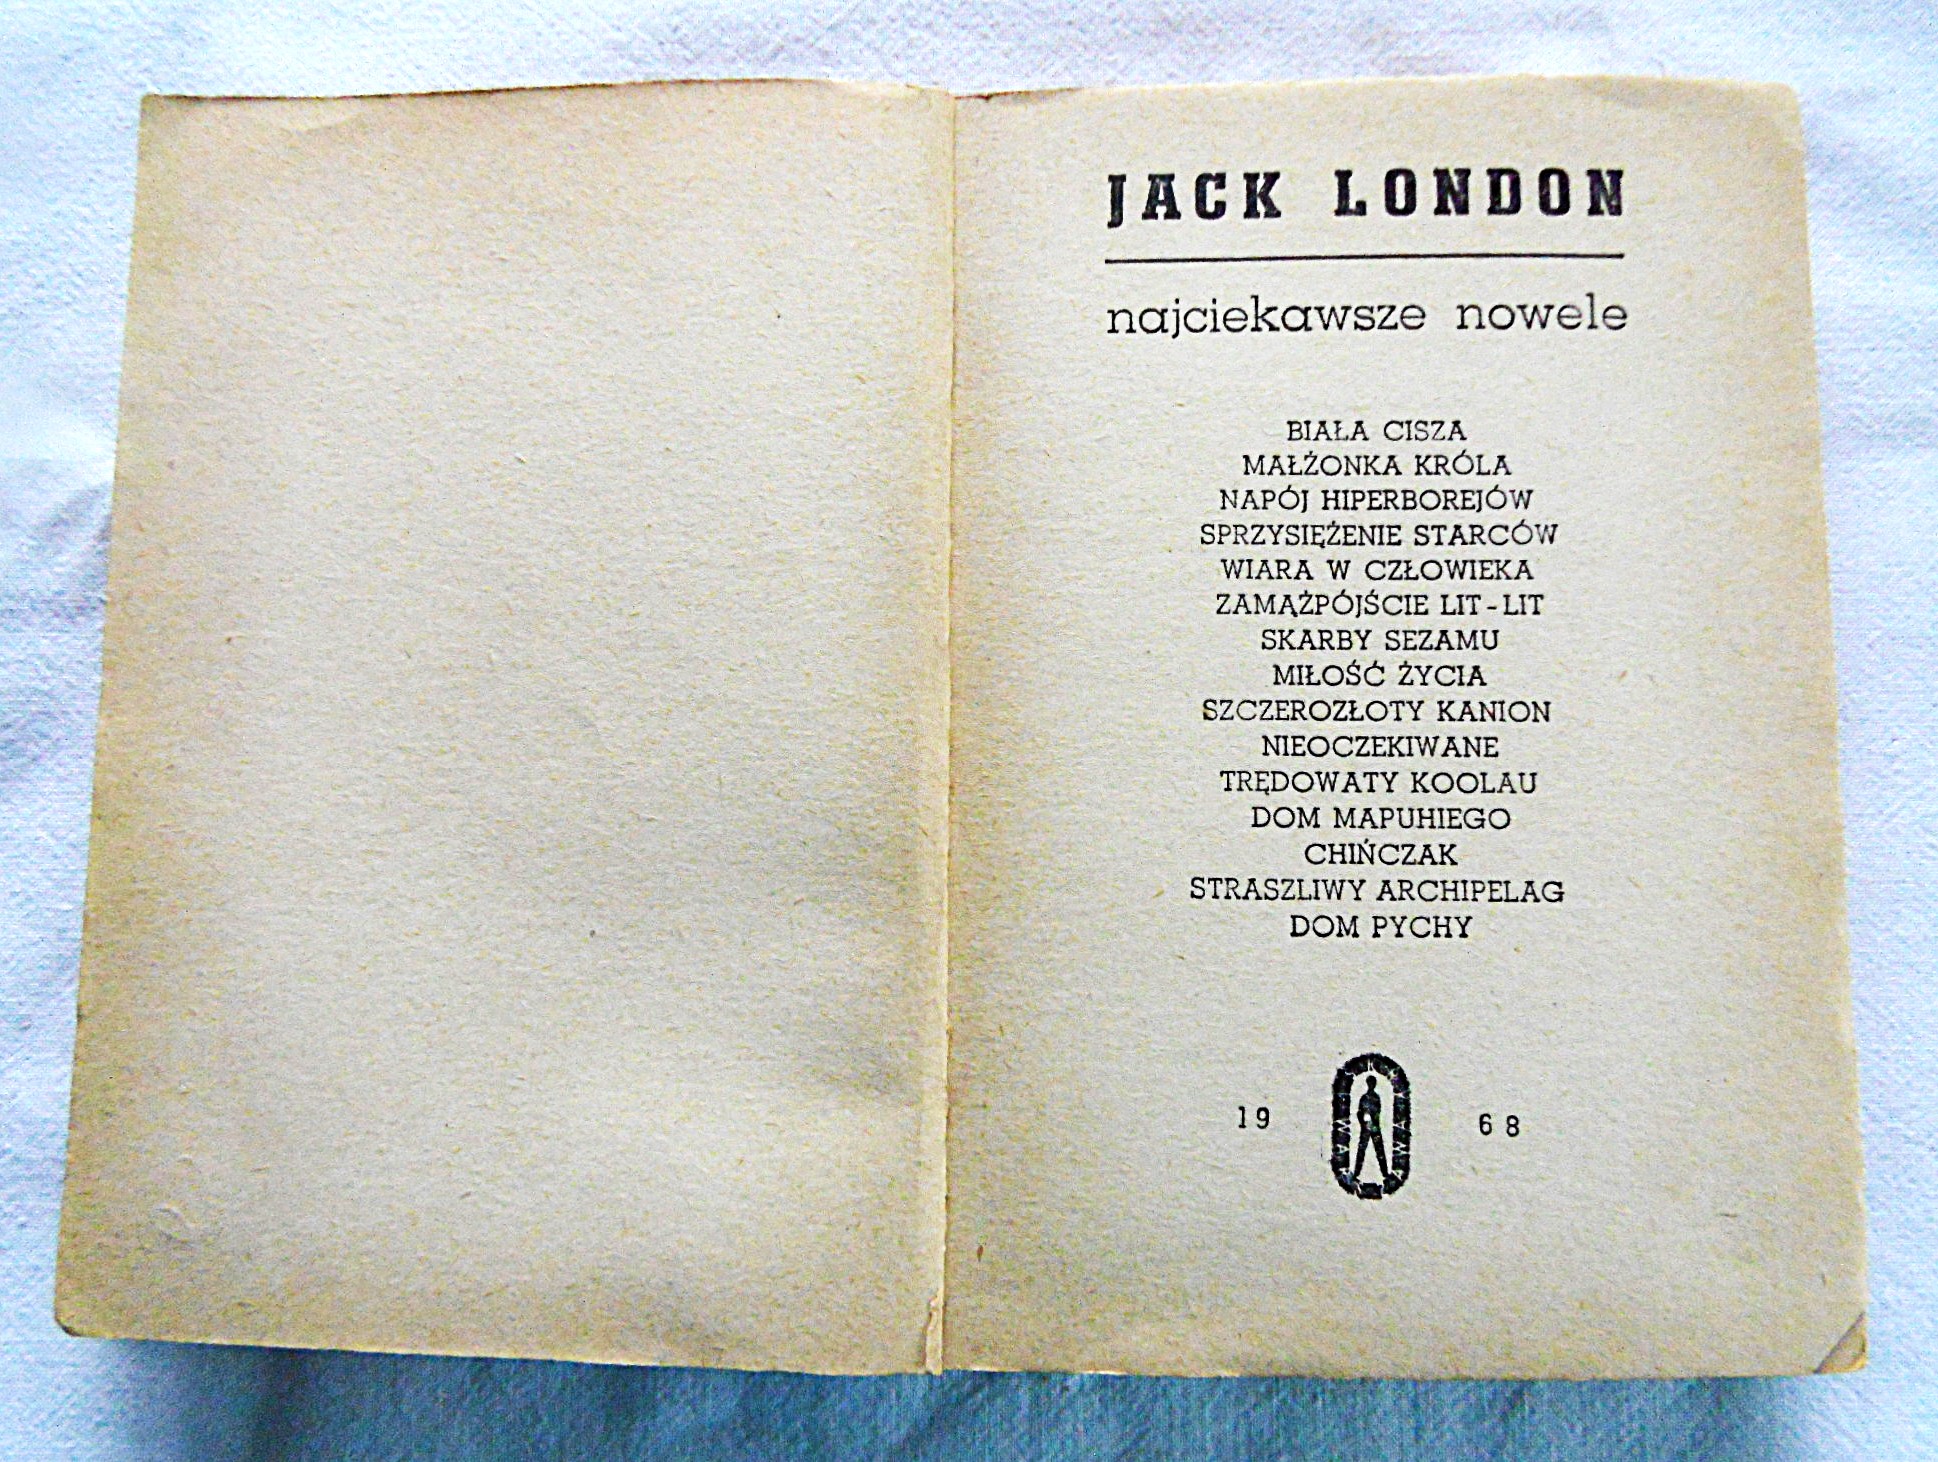 JACK LONDON
najciekawsze nowele
BIAŁA CISZA
MAŁŻONKA KRÓLA
NAPÓJ HIPERBOREJÓW
SPRZYSIĘŻENIE STARCÓW
WIARA W CZŁOWIEKA
ZAMĄŻPÓJŚCIE LIT-LIT
SKARBY SEZAMU
MIŁOŚĆ ŻYCIA
SZCZEROZŁOTY KANION
NIEOCZEKIWANE
TRĘDOWATY KOOLAU
DOM MAPUHIEGO
CHIŃCZAK
STRASZLIWY ARCHIPELAG
DOM PYCHY
19 68